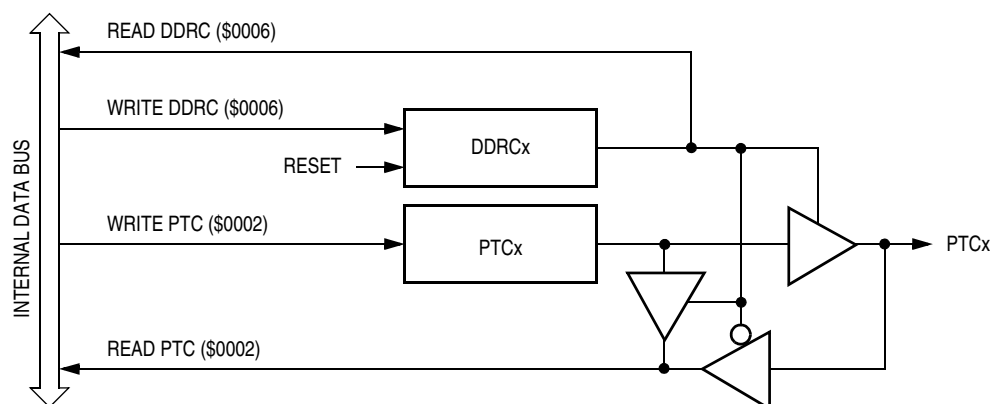 READ DDRC ($0006)
WRITE DDRC ($0006)
DDRCx
RESET
WRITE PTC ($0002)
PTCx
PTCx
READ PTC ($0002)
INTERNAL DATA BUS